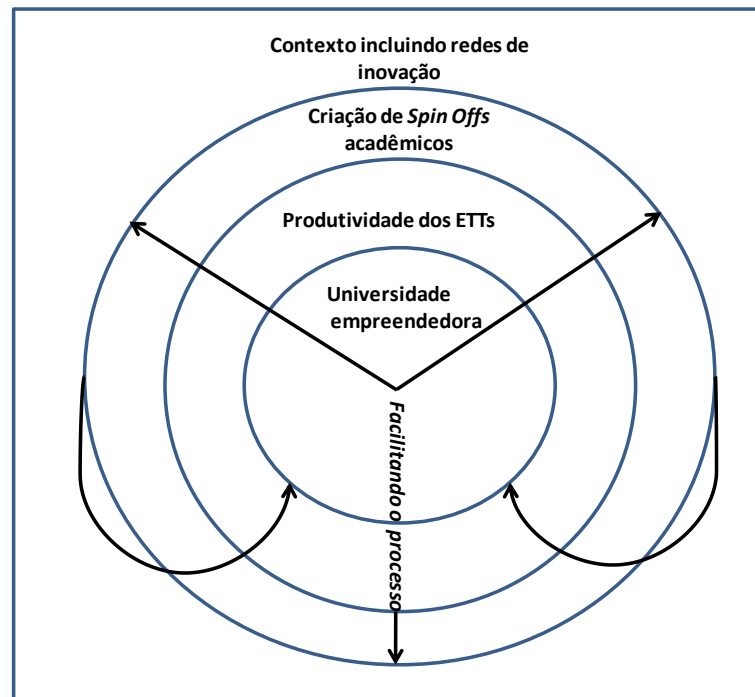 Contexto incluindo redes de
inovação
Criação de Spin Offs
acadêmicos
Produtividade dos ETTs
Universidade
empreendedora
Facilitando o processo